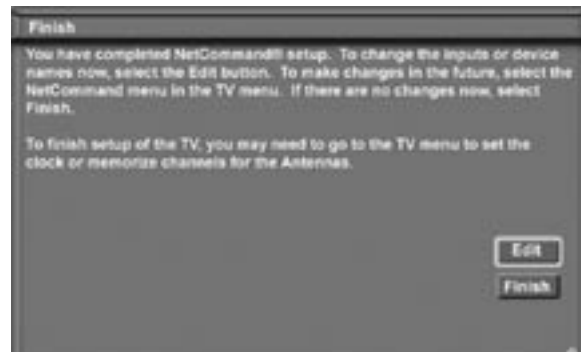 Finish
You have completed NetCommand® setup. To change the inputs or device
names now, select the Edit button. To make changes in the future, select the
NetCommand menu in the TV menu. If there are no changes now, select
Finish.
To finish setup of the TV, you may need to go to the TV menu to set the
clock or memorize channels for the Antennas.
Edit
Finish